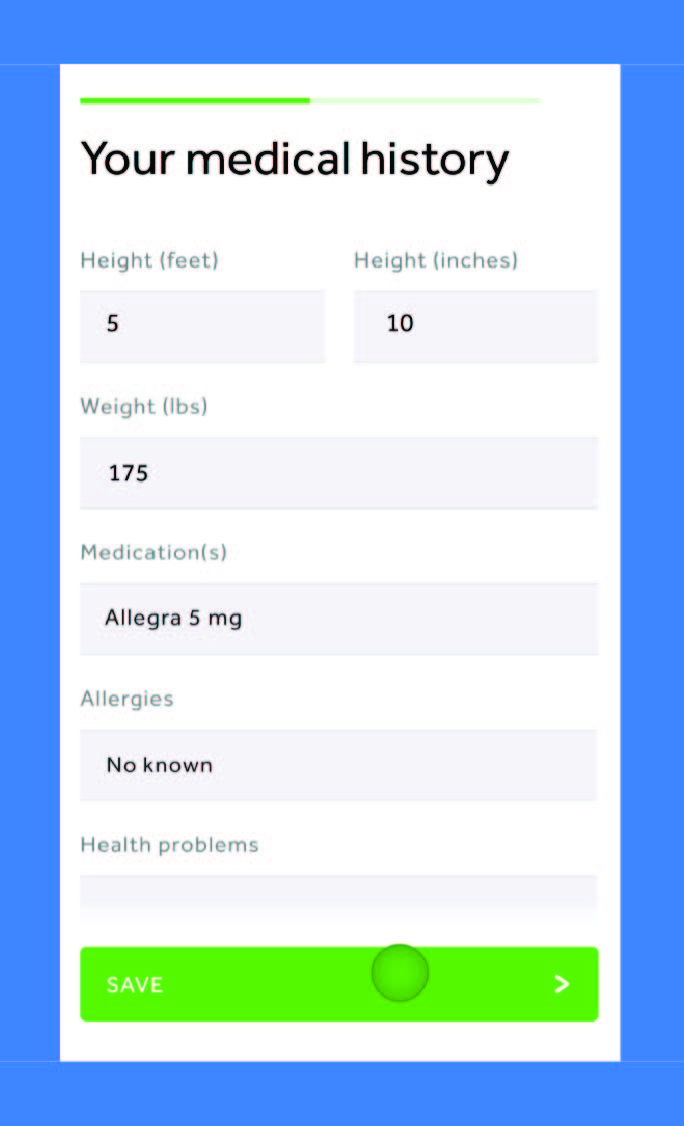 Your medical history
Height (feet) Height (inches)
5 10
Weight (lbs)
175
Medication(s)
Allegra 5 mg
Allergies
No known
Health problems
SAVE >